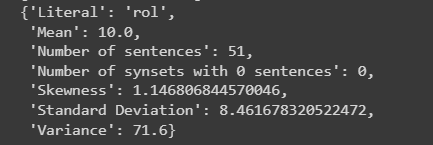 {'Literal': 'rol',
'Mean': 10.0,
'Number of sentences': 51,
'Number of synsets with 0 sentences': 0,
'Skewness': 1.146806844570046,
'Standard Deviation': 8.461678320522472,
'Variance': 71.6}